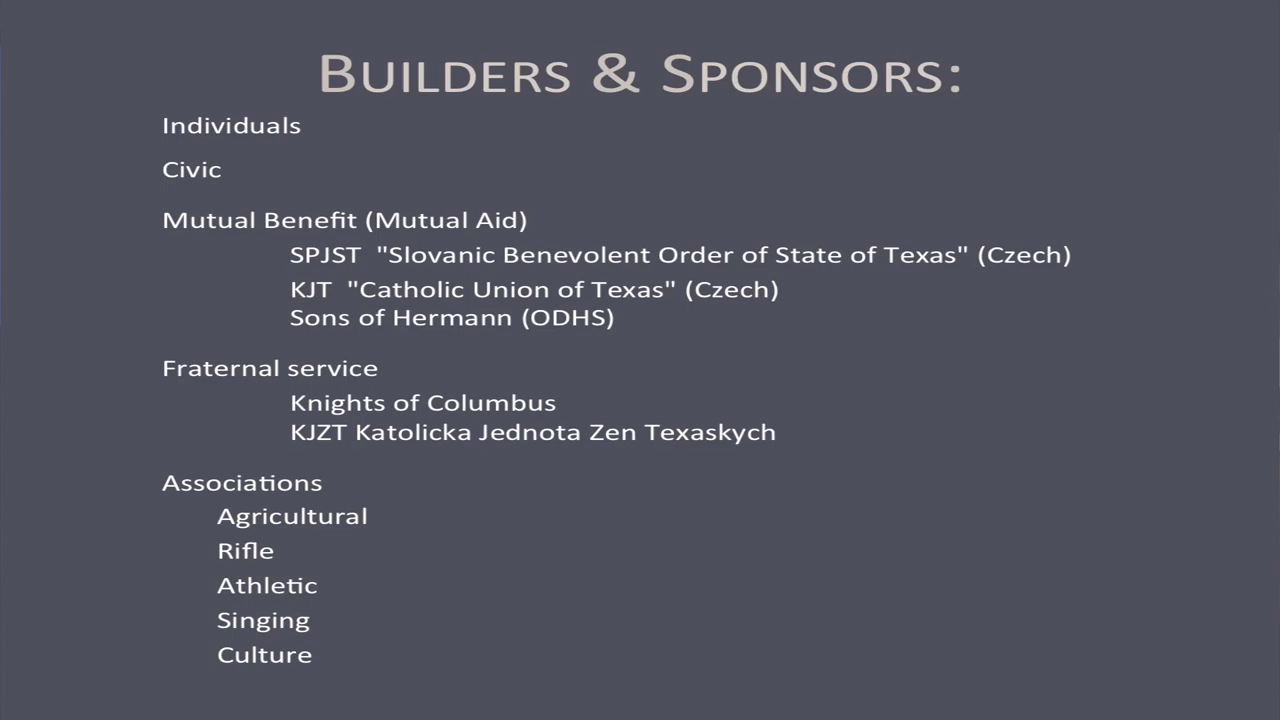 BUILDERS & SPONSORS:
Individuals
Civic
Mutual Benefit (Mutual Aid)
SPJST "Slovanic Benevolent Order of State of Texas" (Czech)
KJT "Catholic Union of Texas" (Czech)
Sons of Hermann (ODHS)
Fraternal service
Knights of Columbus
KJZT Katolicka Jednota Zen Texaskych
Associations
Agricultural
Rifle
Athletic
Singing
Culture